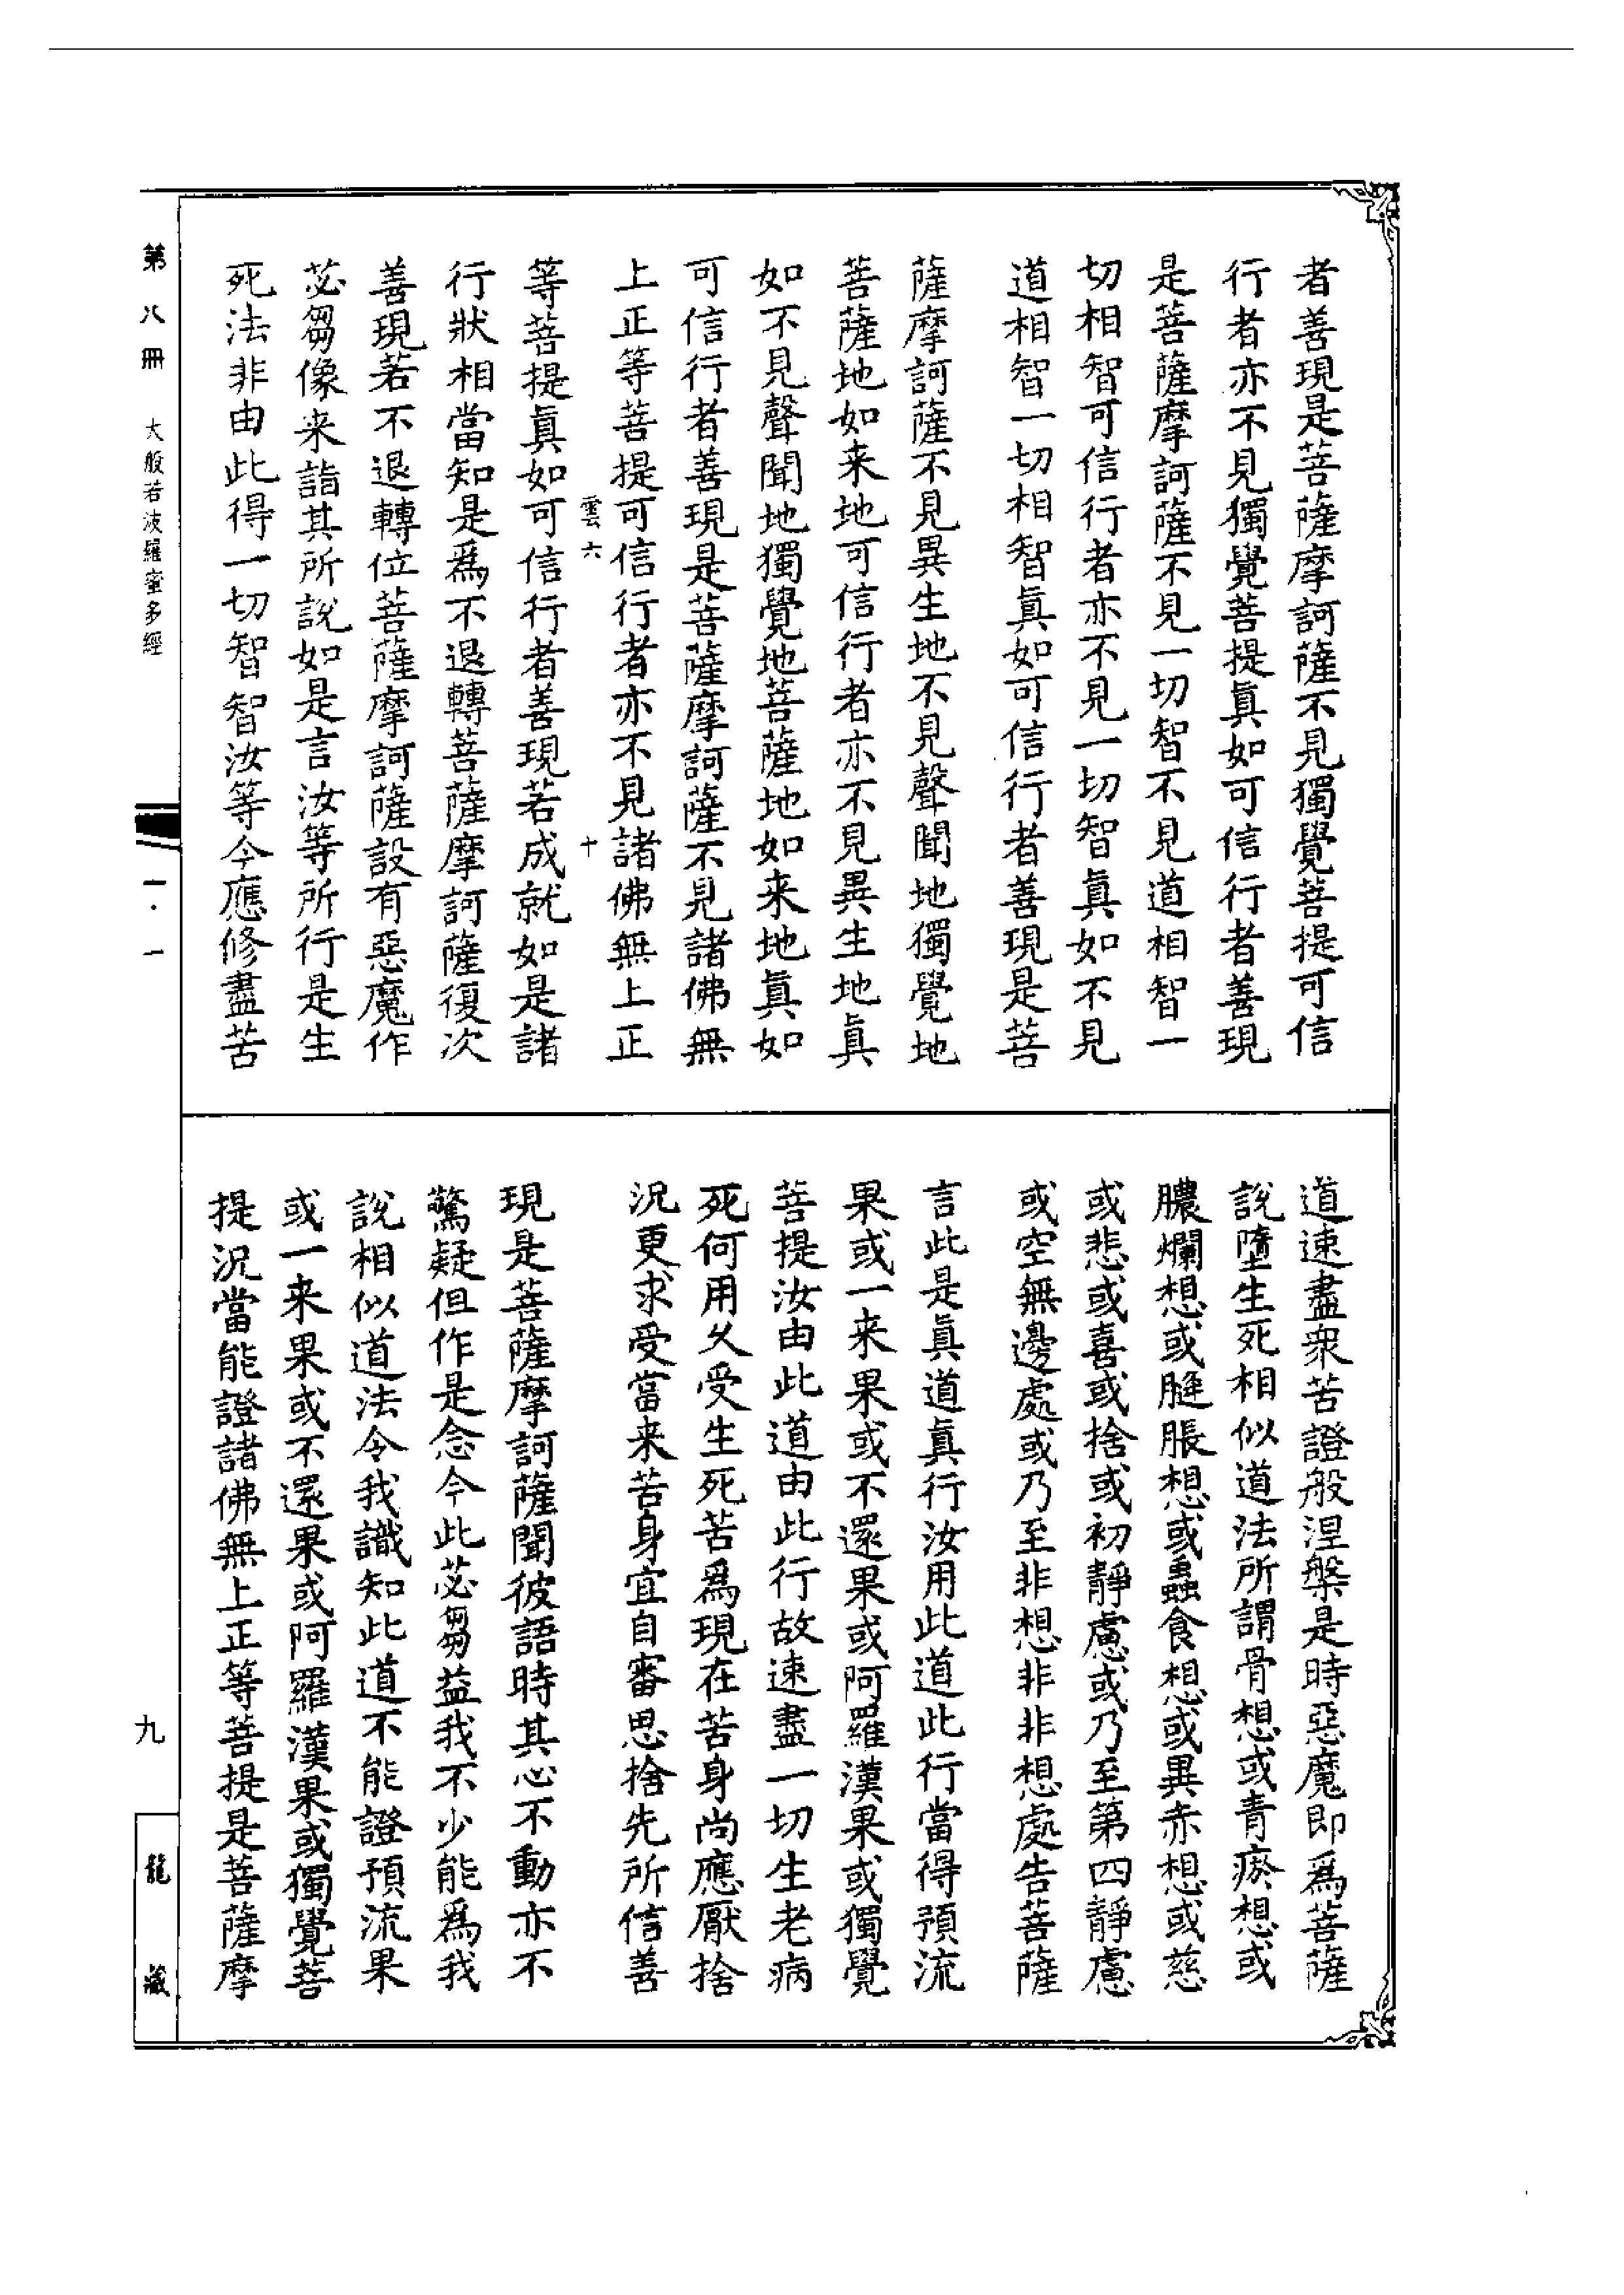 者善現是菩薩摩訶薩不見獨覺菩提可信
行者亦不見獨覺菩提眞如可信行者善現
是菩薩摩訶薩不見一切智不見道相智一
切相智可信行者亦不見一切智眞如不見
道相智一切相智眞如可信行者善現是菩
薩摩訶薩不見異生地不見聲聞地獨覺地
菩薩地如来地可信行者亦不見異生地眞
如不見聲聞地獨覺地菩薩地如来地眞如
可信行者善現是菩薩摩訶薩不見諸佛無
上正等菩提可信行者亦不見諸佛無上正
雲六 十
等菩提眞如可信行者善現若成就如是諸
行狀相當知是爲不退轉菩薩摩訶薩復次
善現若不退轉位菩薩摩訶薩設有惡魔作
苾芻像来詣其所說如是言汝等所行是生
死法非由此得一切智智汝等今應修盡苦
道速盡衆苦證般涅槃是時惡魔即爲菩薩
說墮生死相似道法所謂骨想或青瘀想或
膿爛想或膖脹想或蟲食想或異赤想或慈
或悲或喜或捨或初靜慮或乃至第四靜慮
或空無邊處或乃至非想非非想處告菩薩
言此是眞道眞行汝用此道此行當得預流
果或一来果或不還果或阿羅漢果或獨覺
菩提汝由此道由此行故速盡一切生老病
死何用久受生死苦爲現在苦身尚應厭捨
況更求受當来苦身宜自審思捨先所信善
現是菩薩摩訶薩聞彼語時其心不動亦不
驚疑但作是念今此苾芻益我不少能爲我
說相似道法令我識知此道不能證預流果
或一来果或不還果或阿羅漢果或獨覺菩
提況當能證諸佛無上正等菩提是菩薩摩
第八冊 大般若波羅蜜多經 一·一
九
龍藏